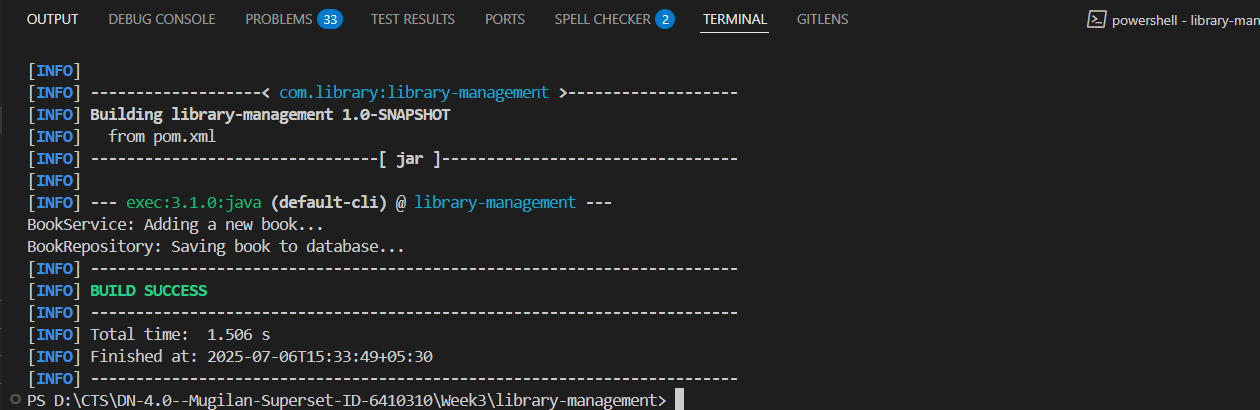 OUTPUT DEBUG CONSOLE PROBLEMS 33 TEST RESULTS PORTS SPELL CHECKER 2 TERMINAL GITLENS powershell - library-man
[INFO]
[INFO] -------------------< com.library:library-management >-------------------
[INFO] Building library-management 1.0-SNAPSHOT
[INFO]   from pom.xml
[INFO] --------------------------------[ jar ]---------------------------------
[INFO]
[INFO] --- exec:3.1.0:java (default-cli) @ library-management ---
BookService: Adding a new book...
BookRepository: Saving book to database...
[INFO] ------------------------------------------------------------------------
[INFO] BUILD SUCCESS
[INFO] ------------------------------------------------------------------------
[INFO] Total time:  1.506 s
[INFO] Finished at: 2025-07-06T15:33:49+05:30
[INFO] ------------------------------------------------------------------------
PS D:\CTS\DN-4.0--Mugilan-Superset-ID-6410310\Week3\library-management>